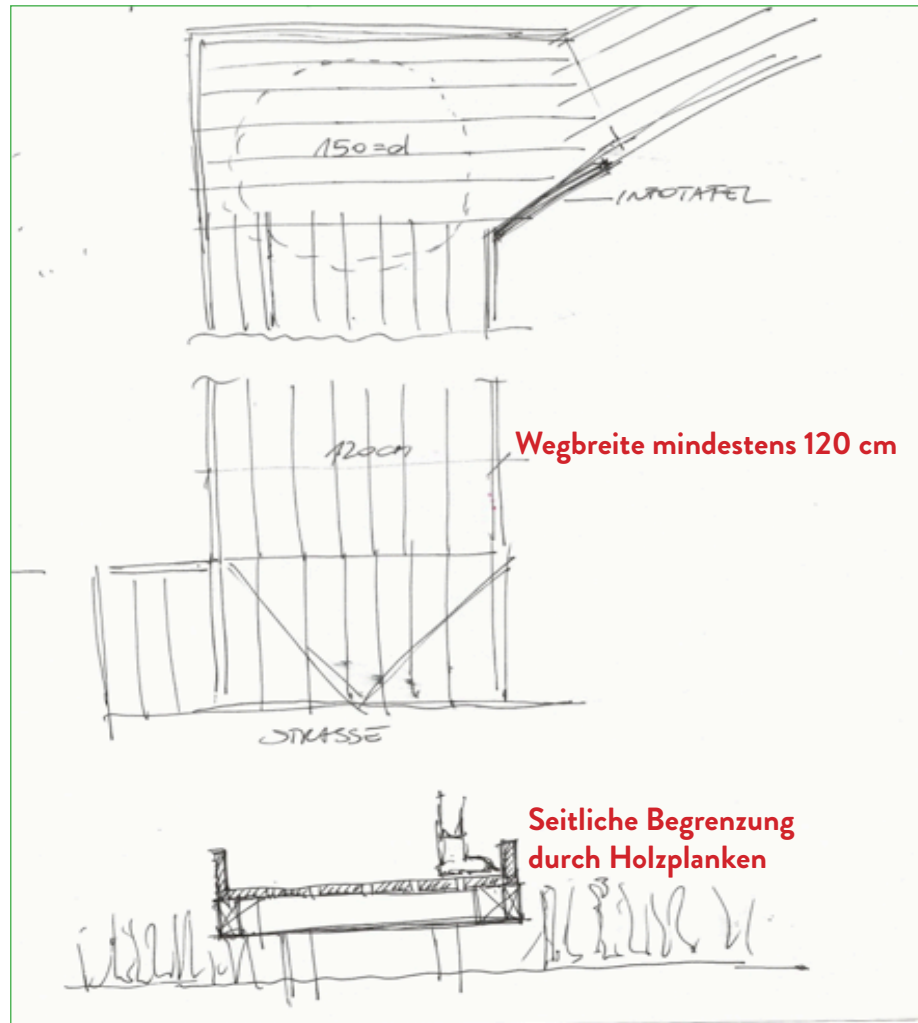 150=d
INFOTAFEL
120cm
Wegbreite mindestens 120 cm
STRASSE
Seitliche Begrenzung
durch Holzplanken